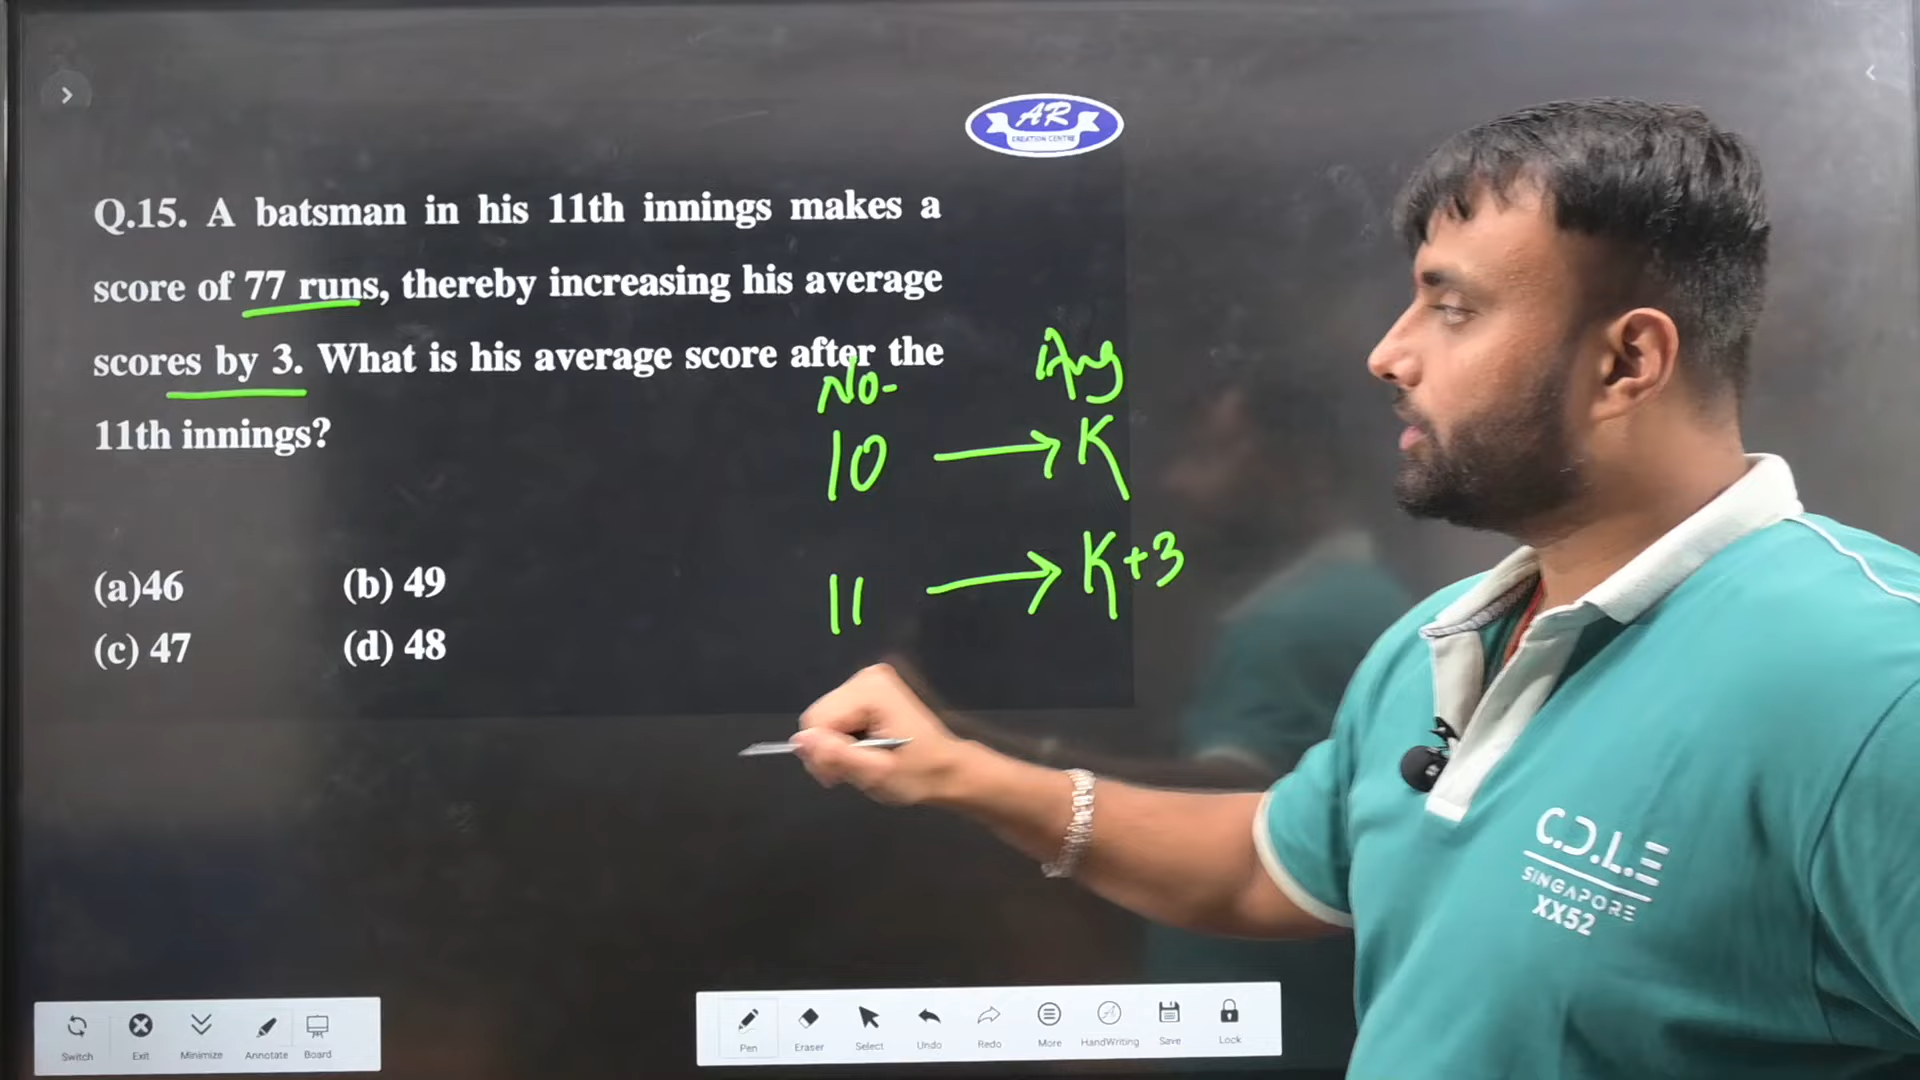 AR
CREATION CENTRE
Q.15. A batsman in his 11th innings makes a
score of 77 runs, thereby increasing his average
scores by 3. What is his average score after the
11th innings?
(a)46 (b) 49
(c) 47 (d) 48
No- Avg
10 → K
11 → K+3
C.D.L.E
SINGAPORE
XX52
Switch Exit Minimize Annotate Board
Pen Eraser Select Undo Redo More HandWriting Save Lock